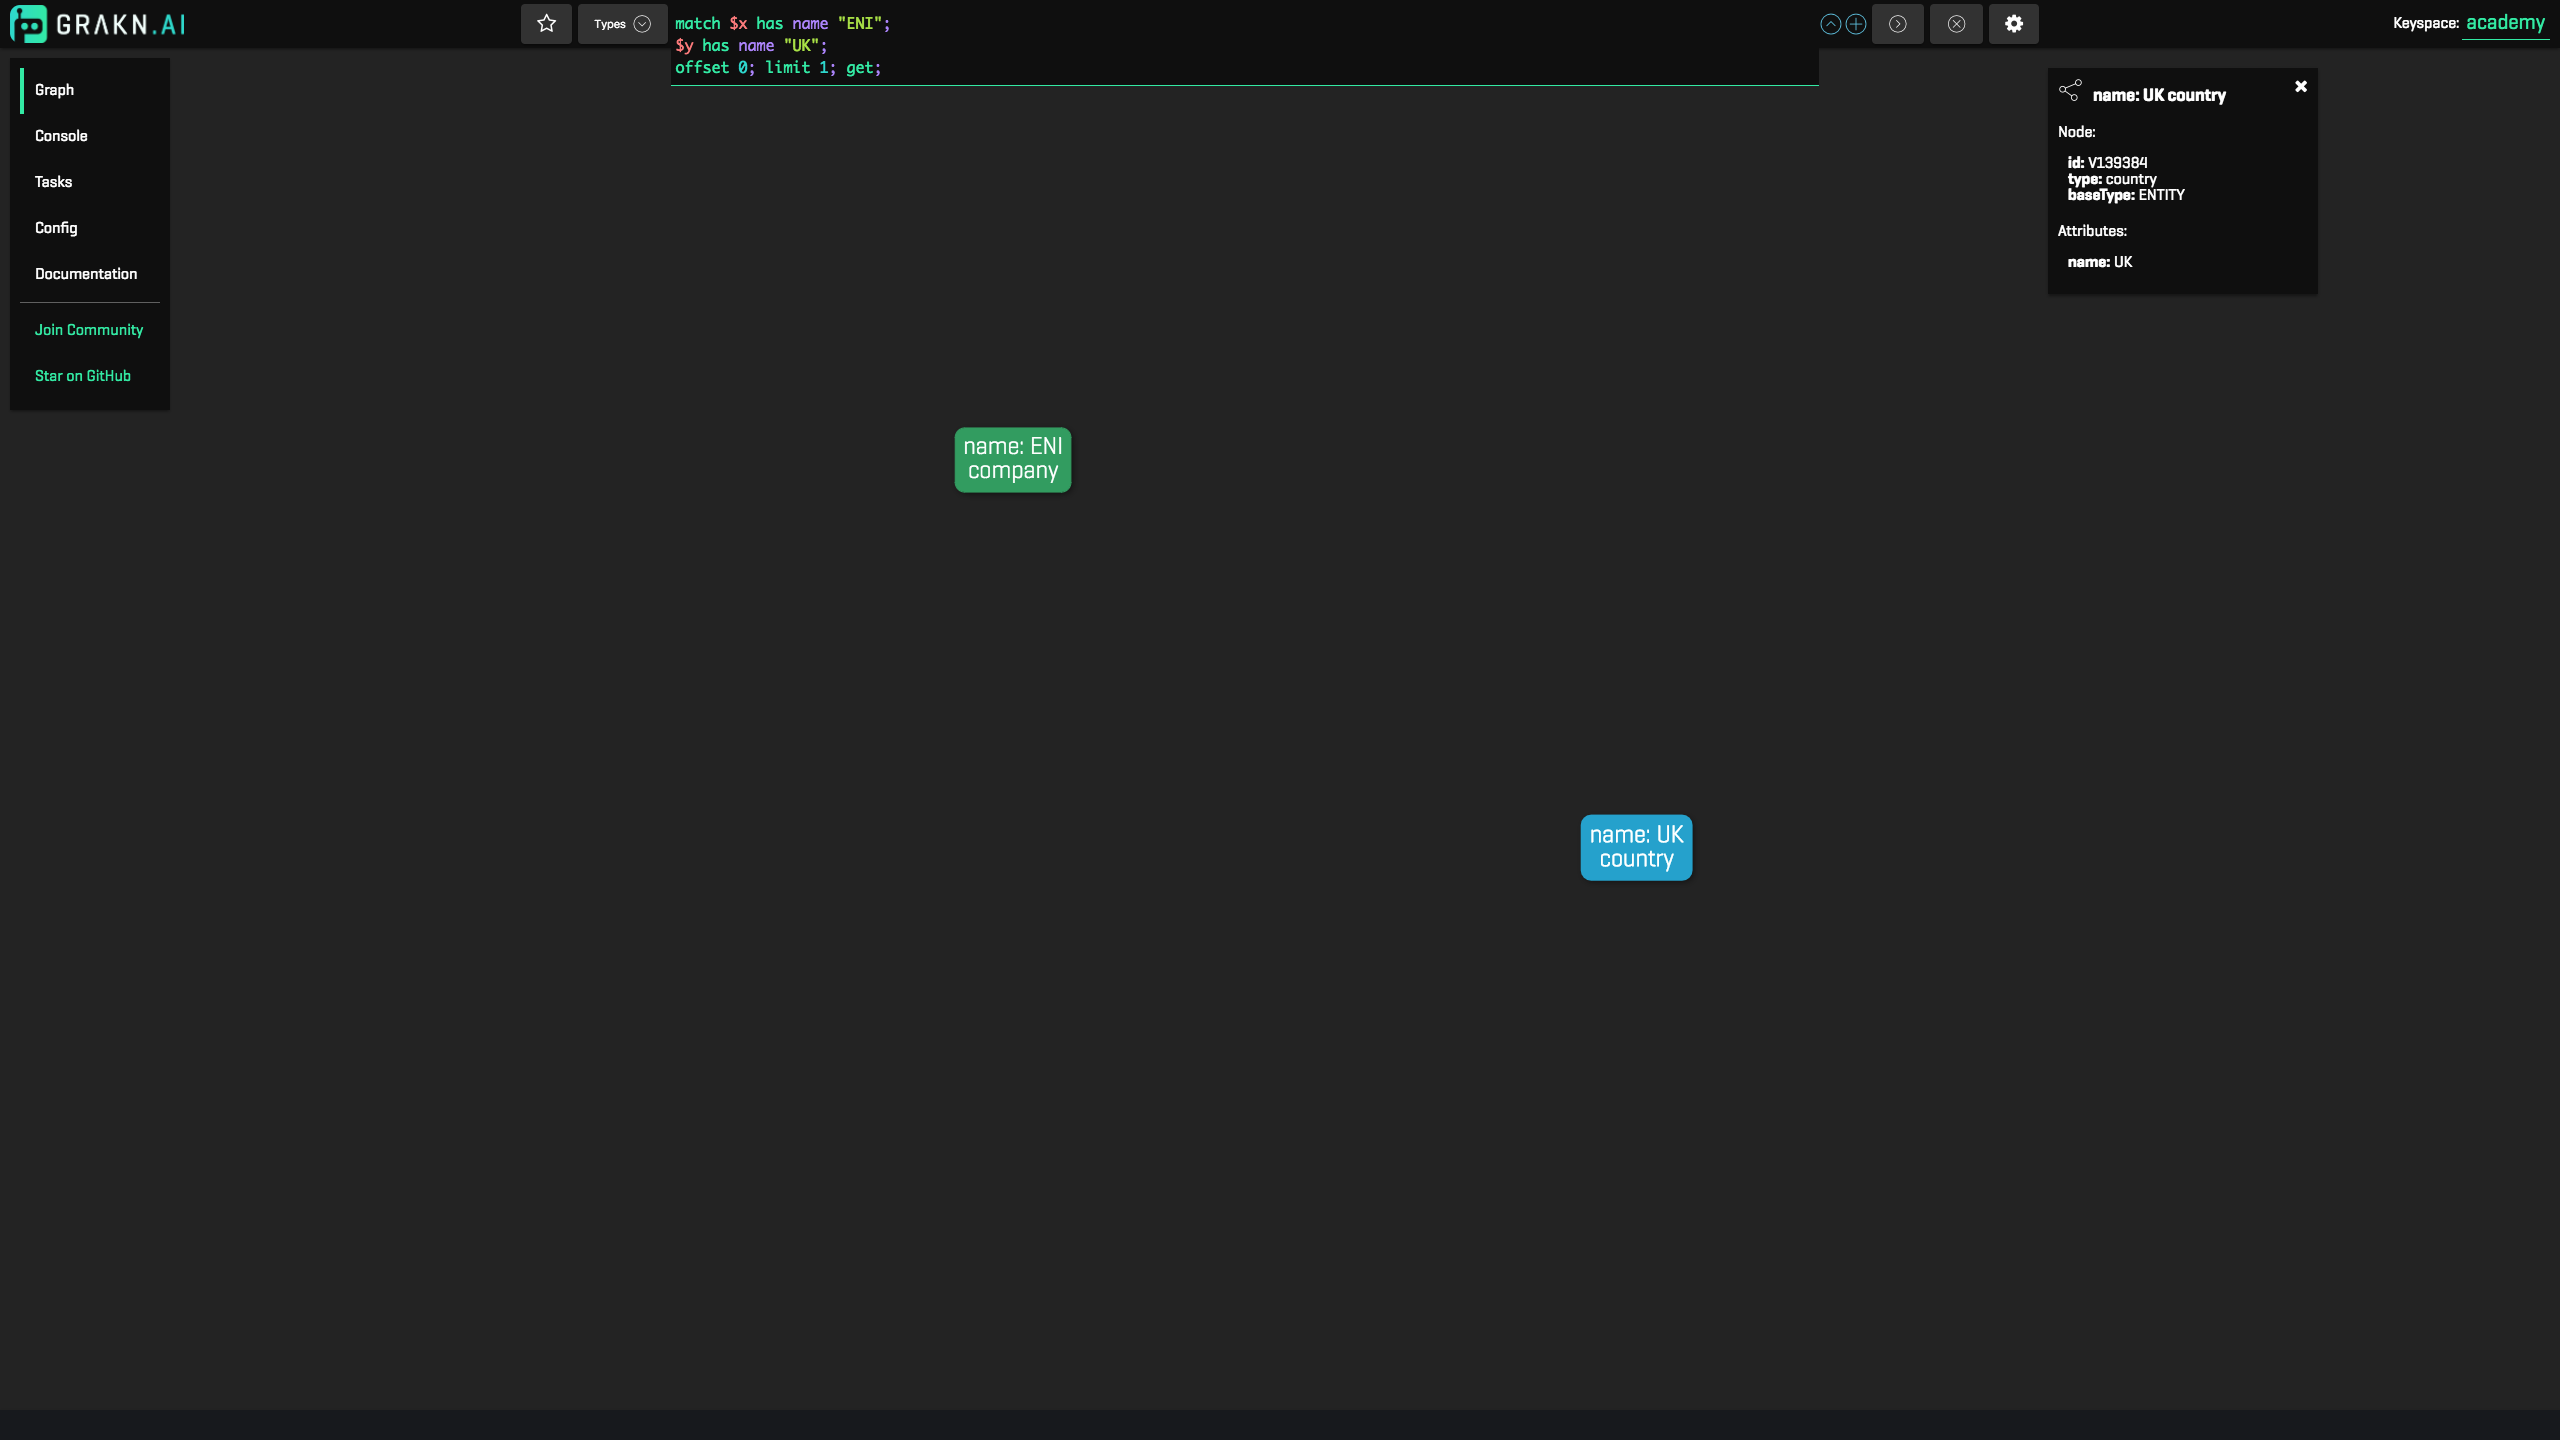 GRAKN.AI
Types
match $x has name "ENI";
$y has name "UK";
offset 0; limit 1; get;
Keyspace: academy
Graph
Console
Tasks
Config
Documentation
Join Community
Star on GitHub
name: UK country
Node:
id: V139384
type: country
baseType: ENTITY
Attributes:
name: UK
name: ENI
company
name: UK
country